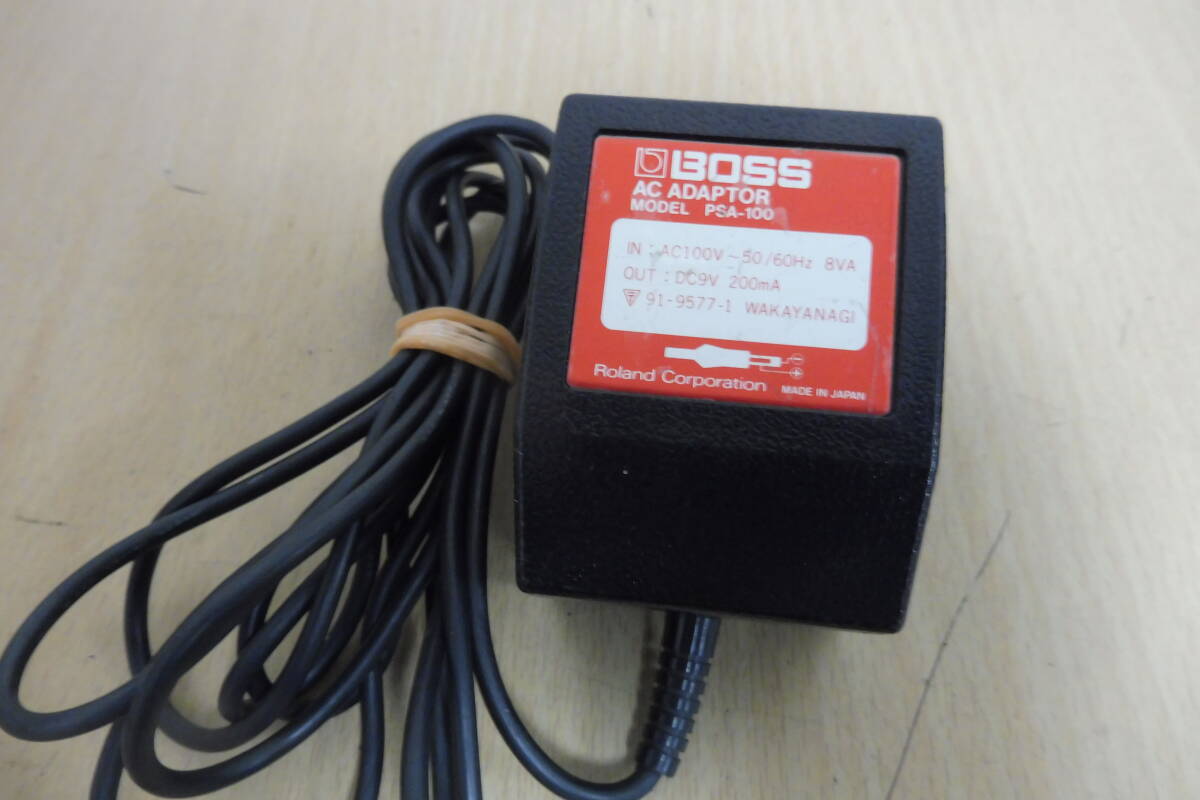 BOSS
AC ADAPTOR
MODEL PSA-100
IN : AC100V ~ 50/60Hz 8VA
OUT : DC9V 200mA
91-9577-1 WAKAYANAGI
Roland Corporation MADE IN JAPAN